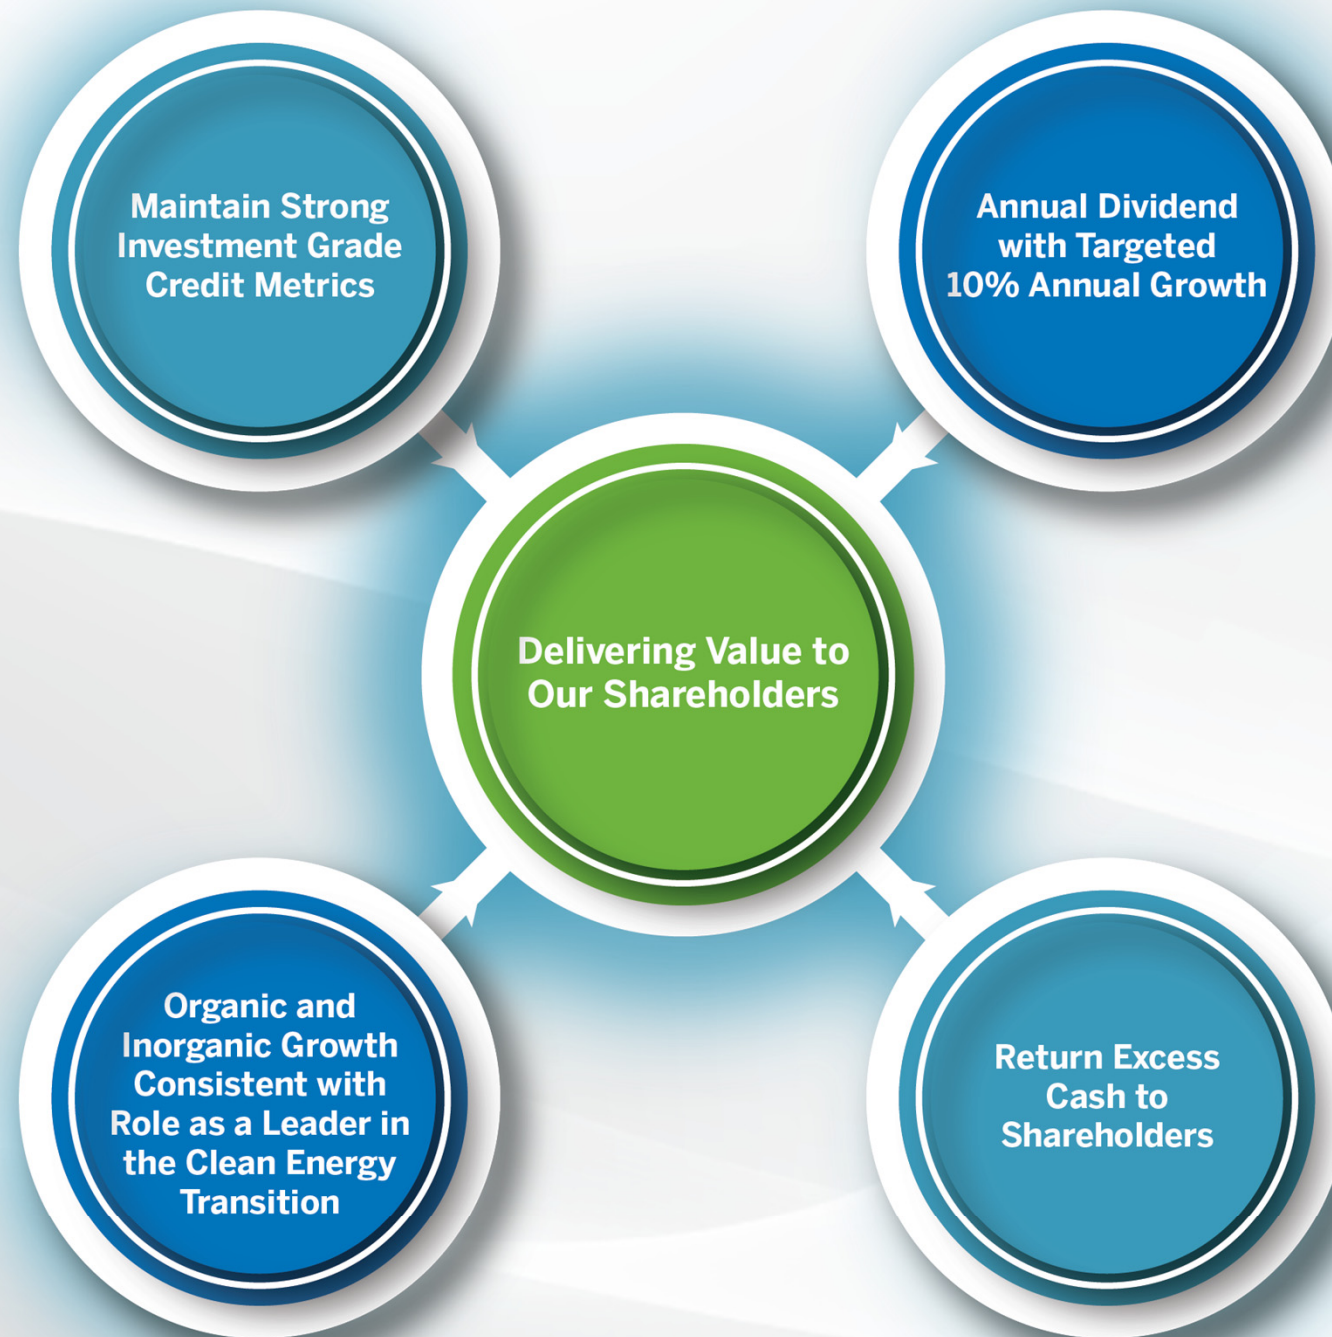 Maintain Strong
Investment Grade
Credit Metrics
Annual Dividend
with Targeted
10% Annual Growth
Delivering Value to
Our Shareholders
Organic and
Inorganic Growth
Consistent with
Role as a Leader in
the Clean Energy
Transition
Return Excess
Cash to
Shareholders